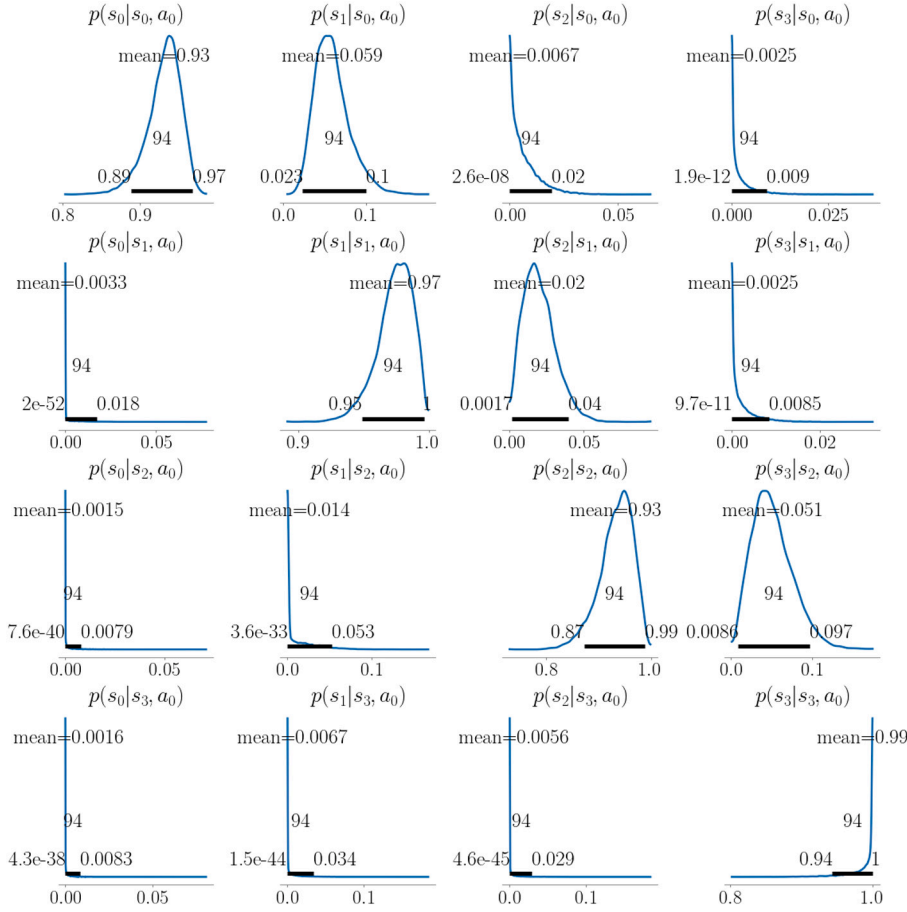 p(s₀|s₀, a₀) p(s₁|s₀, a₀) p(s₂|s₀, a₀) p(s₃|s₀, a₀)
mean=0.93 mean=0.059 mean=0.0067 mean=0.0025
94 94 94 94
0.89 0.97 0.023 0.1 2.6e-08 0.02 1.9e-12 0.009
0.8 0.9 0.0 0.1 0.00 0.05 0.000 0.025
p(s₀|s₁, a₀) p(s₁|s₁, a₀) p(s₂|s₁, a₀) p(s₃|s₁, a₀)
mean=0.0033 mean=0.97 mean=0.02 mean=0.0025
94 94 94 94
2e-52 0.018 0.95 1 0.0017 0.04 9.7e-11 0.0085
0.00 0.05 0.9 1.0 0.00 0.05 0.00 0.02
p(s₀|s₂, a₀) p(s₁|s₂, a₀) p(s₂|s₂, a₀) p(s₃|s₂, a₀)
mean=0.0015 mean=0.014 mean=0.93 mean=0.051
94 94 94 94
7.6e-40 0.0079 3.6e-33 0.053 0.87 0.99 0.0086 0.097
0.00 0.05 0.0 0.1 0.8 1.0 0.0 0.1
p(s₀|s₃, a₀) p(s₁|s₃, a₀) p(s₂|s₃, a₀) p(s₃|s₃, a₀)
mean=0.0016 mean=0.0067 mean=0.0056 mean=0.99
94 94 94 94
4.3e-38 0.0083 1.5e-44 0.034 4.6e-45 0.029 0.94 1
0.00 0.05 0.0 0.1 0.0 0.1 0.8 1.0